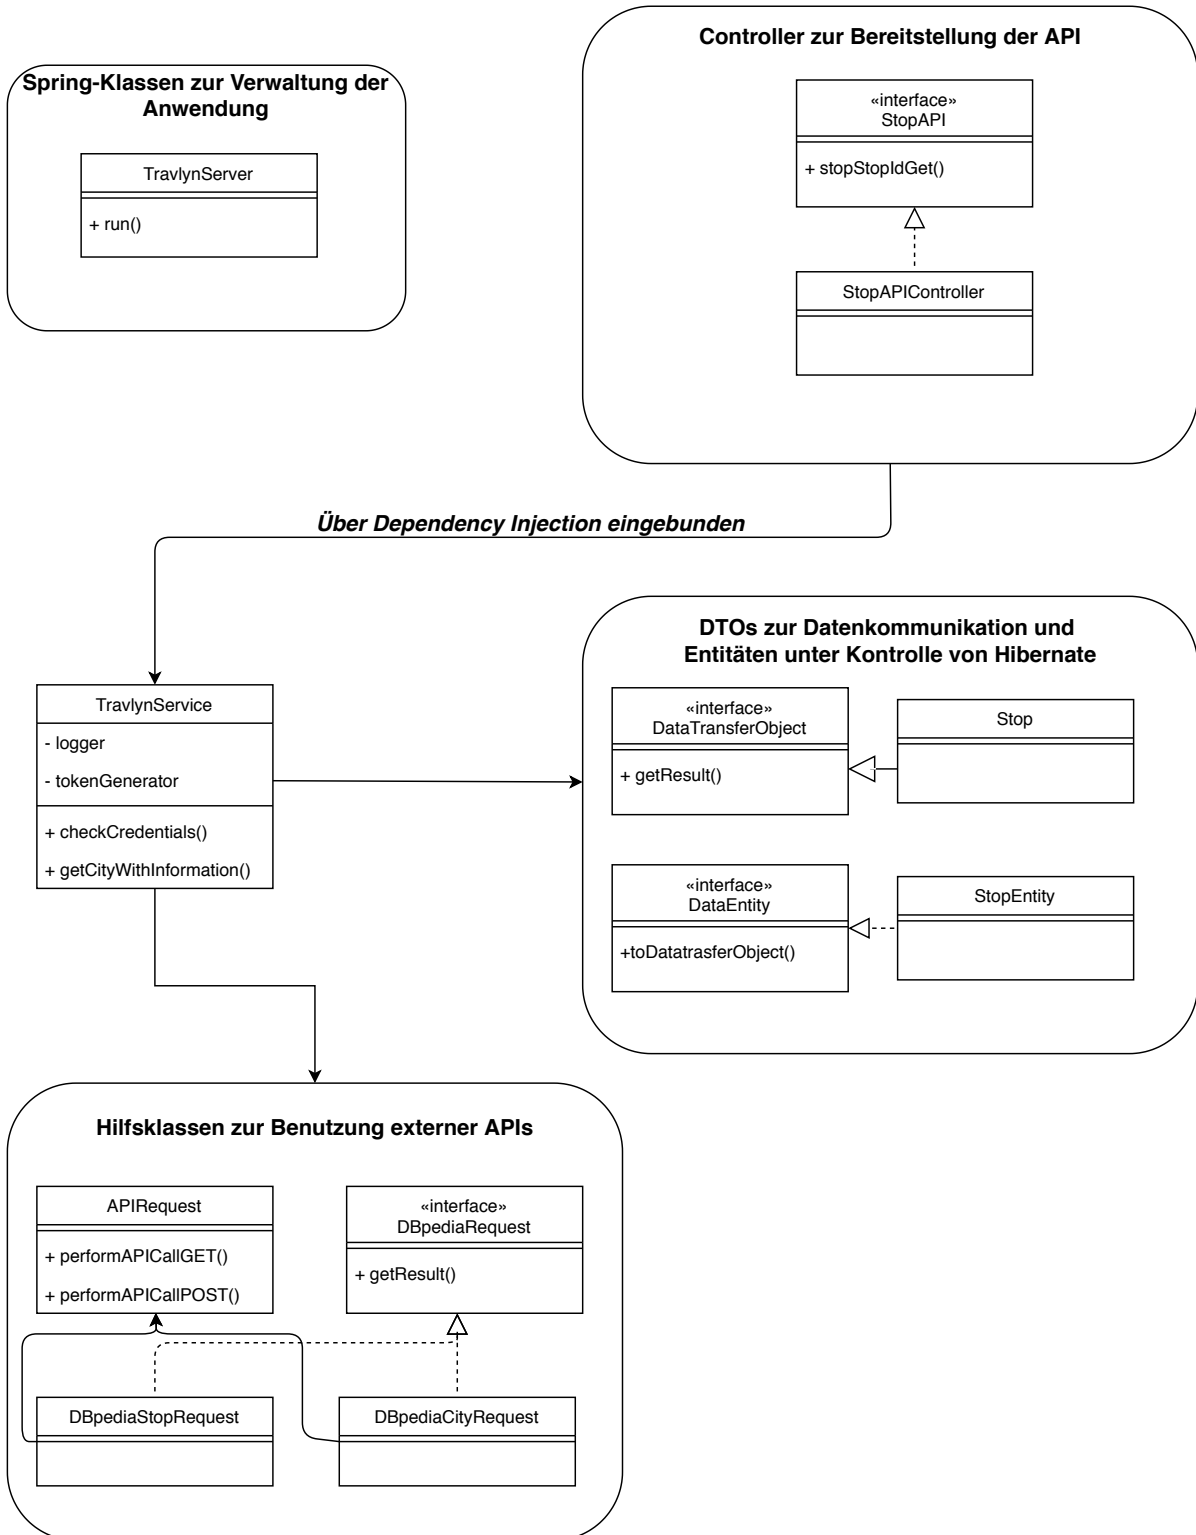 Controller zur Bereitstellung der API
«interface»
StopAPI
+ stopStopIdGet()
StopAPIController
Spring-Klassen zur Verwaltung der
Anwendung
TravlynServer
+ run()
Über Dependency Injection eingebunden
TravlynService
- logger
- tokenGenerator
+ checkCredentials()
+ getCityWithInformation()
DTOs zur Datenkommunikation und
Entitäten unter Kontrolle von Hibernate
«interface»
DataTransferObject
+ getResult()
Stop
«interface»
DataEntity
+toDatatrasferObject()
StopEntity
Hilfsklassen zur Benutzung externer APIs
APIRequest
+ performAPICallGET()
+ performAPICallPOST()
«interface»
DBpediaRequest
+ getResult()
DBpediaStopRequest
DBpediaCityRequest